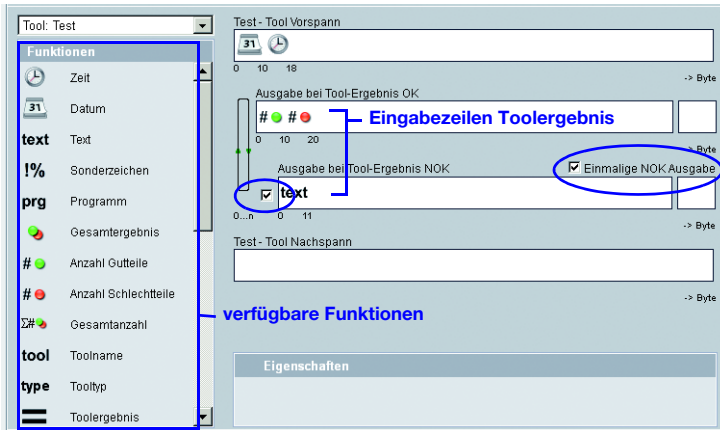 Tool: Test
Funktionen
Zeit
31 Datum
text Text
!% Sonderzeichen
prg Programm
Gesamtergebnis
# Anzahl Gutteile
# Anzahl Schlechtteile
Σ# Gesamtanzahl
tool Toolname
type Tooltyp
Toolergebnis
Test - Tool Vorspann
31
0 10 18
-> Byte
Ausgabe bei Tool-Ergebnis OK
# #
Eingabezeilen Toolergebnis
0 10 20
-> Byte
Ausgabe bei Tool-Ergebnis NOK
Einmalige NOK Ausgabe
text
0...n 0 11
-> Byte
Test - Tool Nachspann
-> Byte
verfügbare Funktionen
Eigenschaften